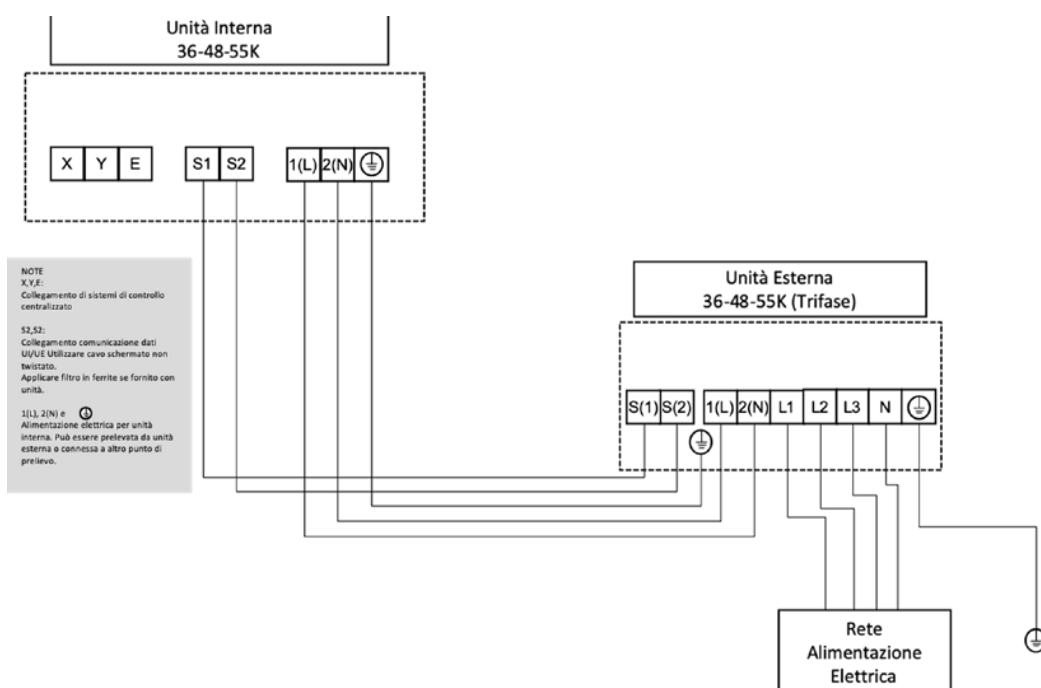 Unità Interna
36-48-55K
X Y E S1 S2 1(L) 2(N)
NOTE
X,Y,E:
Collegamento di sistemi di controllo
centralizzato
S2,S2:
Collegamento comunicazione dati
UI/UE Utilizzare cavo schermato non
twistato.
Applicare filtro in ferrite se fornito con
unità.
1(L), 2(N) e
Alimentazione elettrica per unità
interna. Può essere prelevata da unità
esterna o connessa a altro punto di
prelievo.
Unità Esterna
36-48-55K (Trifase)
S(1) S(2) 1(L) 2(N) L1 L2 L3 N
Rete
Alimentazione
Elettrica